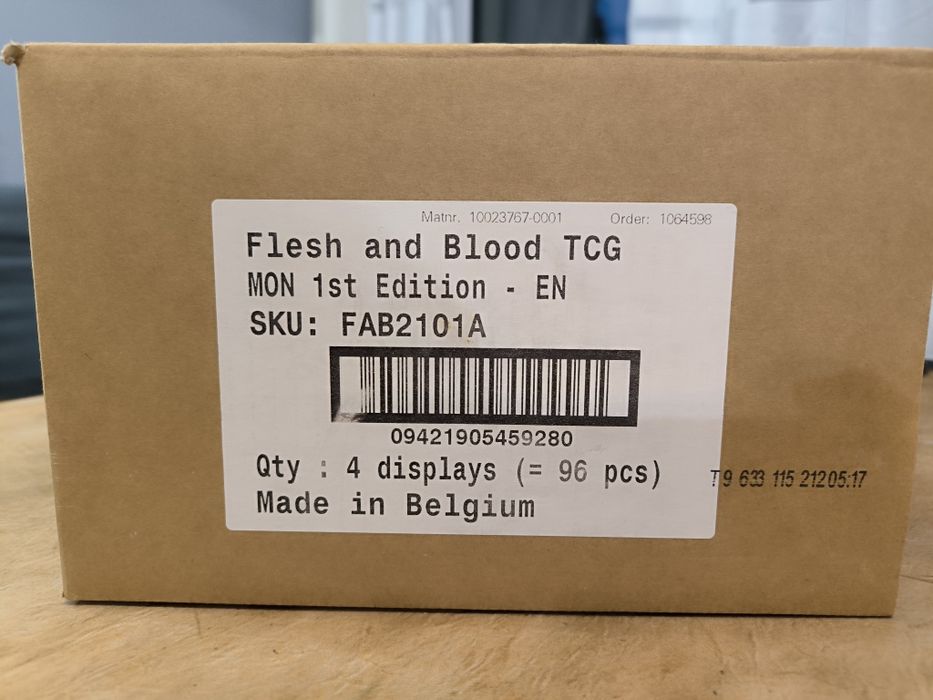 Matnr. 10023767-0001 Order: 1064598
Flesh and Blood TCG
MON 1st Edition - EN
SKU: FAB2101A
09421905459280
Qty : 4 displays (= 96 pcs)
Made in Belgium
T 9 633 115 21205:17